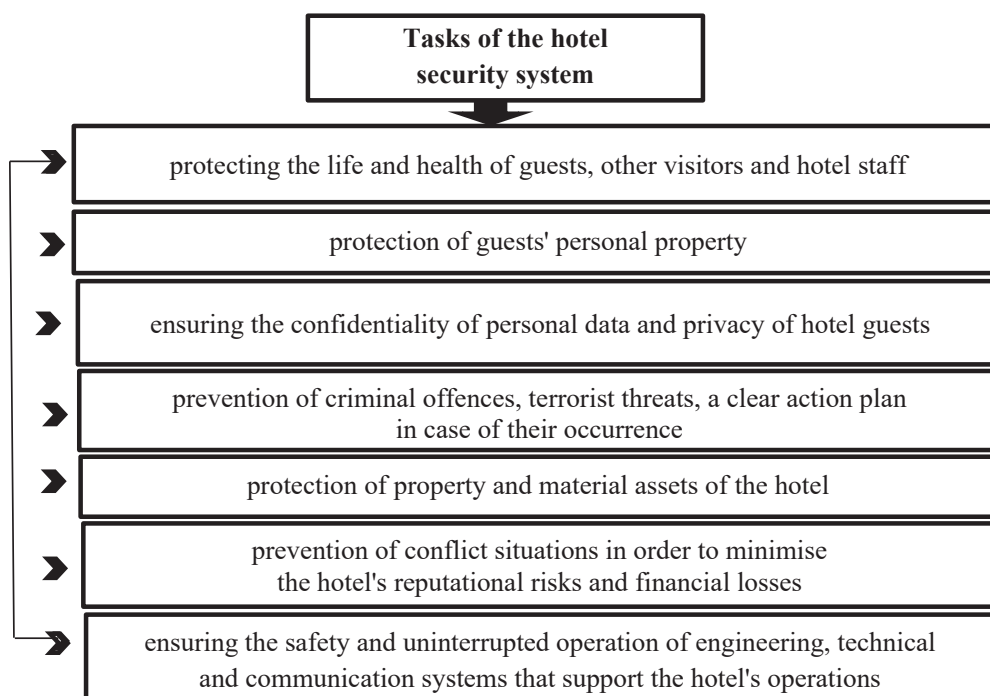 Tasks of the hotel
security system
protecting the life and health of guests, other visitors and hotel staff
protection of guests' personal property
ensuring the confidentiality of personal data and privacy of hotel guests
prevention of criminal offences, terrorist threats, a clear action plan
in case of their occurrence
protection of property and material assets of the hotel
prevention of conflict situations in order to minimise
the hotel's reputational risks and financial losses
ensuring the safety and uninterrupted operation of engineering, technical
and communication systems that support the hotel's operations